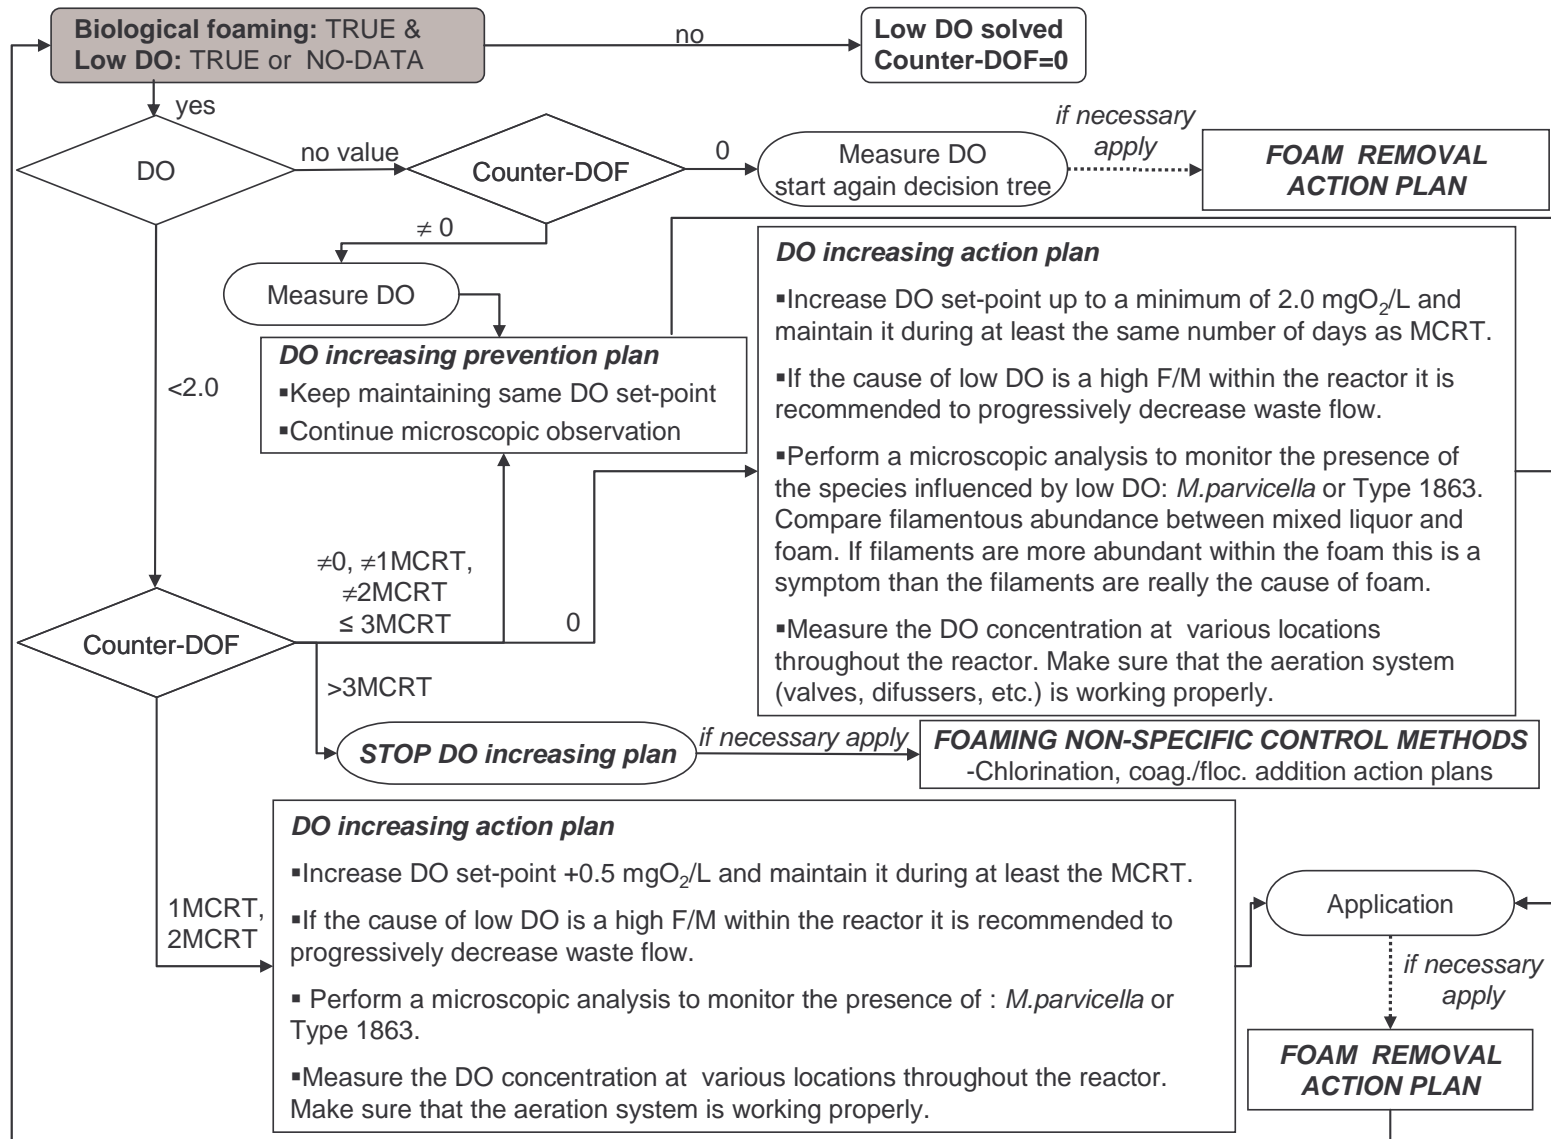 Biological foaming: TRUE &
Low DO: TRUE or NO-DATA
no
Low DO solved
Counter-DOF=0
yes
DO
no value
Counter-DOF
0
Measure DO
start again decision tree
if necessary
apply
FOAM REMOVAL
ACTION PLAN
≠ 0
Measure DO
DO increasing prevention plan
▪Keep maintaining same DO set-point
▪Continue microscopic observation
<2.0
DO increasing action plan
▪Increase DO set-point up to a minimum of 2.0 mgO₂/L and
maintain it during at least the same number of days as MCRT.
▪If the cause of low DO is a high F/M within the reactor it is
recommended to progressively decrease waste flow.
▪Perform a microscopic analysis to monitor the presence of
the species influenced by low DO: M.parvicella or Type 1863.
Compare filamentous abundance between mixed liquor and
foam. If filaments are more abundant within the foam this is a
symptom than the filaments are really the cause of foam.
▪Measure the DO concentration at various locations
throughout the reactor. Make sure that the aeration system
(valves, difussers, etc.) is working properly.
≠0, ≠1MCRT,
≠2MCRT
≤ 3MCRT
0
Counter-DOF
>3MCRT
STOP DO increasing plan
if necessary apply
FOAMING NON-SPECIFIC CONTROL METHODS
-Chlorination, coag./floc. addition action plans
1MCRT,
2MCRT
DO increasing action plan
▪Increase DO set-point +0.5 mgO₂/L and maintain it during at least the MCRT.
▪If the cause of low DO is a high F/M within the reactor it is recommended to
progressively decrease waste flow.
▪ Perform a microscopic analysis to monitor the presence of : M.parvicella or
Type 1863.
▪Measure the DO concentration at various locations throughout the reactor.
Make sure that the aeration system is working properly.
Application
if necessary
apply
FOAM REMOVAL
ACTION PLAN